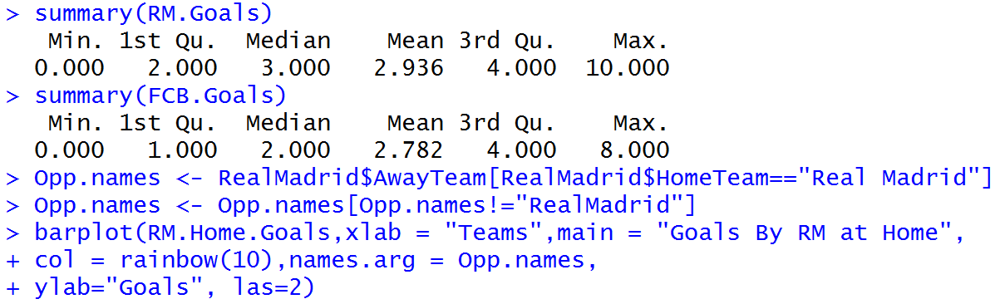 > summary(RM.Goals)
Min. 1st Qu. Median Mean 3rd Qu. Max.
0.000 2.000 3.000 2.936 4.000 10.000
> summary(FCB.Goals)
Min. 1st Qu. Median Mean 3rd Qu. Max.
0.000 1.000 2.000 2.782 4.000 8.000
> Opp.names <- RealMadrid$AwayTeam[RealMadrid$HomeTeam=="Real Madrid"]
> Opp.names <- Opp.names[Opp.names!="RealMadrid"]
> barplot(RM.Home.Goals,xlab = "Teams",main = "Goals By RM at Home",
+ col = rainbow(10),names.arg = Opp.names,
+ ylab="Goals", las=2)